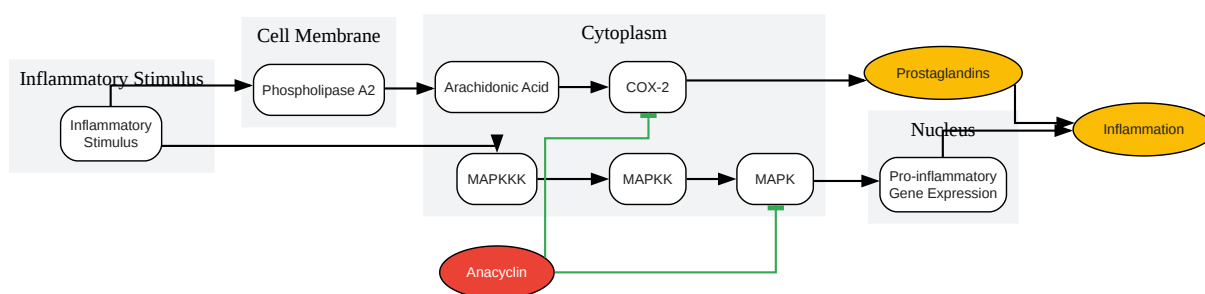 Inflammatory Stimulus
Inflammatory
Stimulus
Cell Membrane
Phospholipase A2
Cytoplasm
Arachidonic Acid
COX-2
MAPKKK
MAPKK
MAPK
Prostaglandins
Nucleus
Pro-inflammatory
Gene Expression
Inflammation
Anacyclin